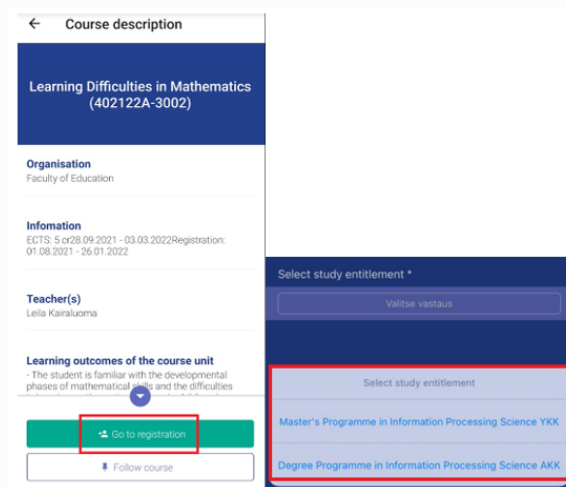 Course description
Learning Difficulties in Mathematics
(402122A-3002)
Organisation
Faculty of Education
Infomation
ECTS: 5 cr28.09.2021 - 03.03.2022Registration:
01.08.2021 - 26.01.2022
Teacher(s)
Leila Kairaluoma
Learning outcomes of the course unit
- The student is familiar with the developmental
phases of mathematical skills and the difficulties
Go to registration
Follow course
Select study entitlement *
Valitse vastaus
Select study entitlement
Master's Programme in Information Processing Science YKK
Degree Programme in Information Processing Science AKK